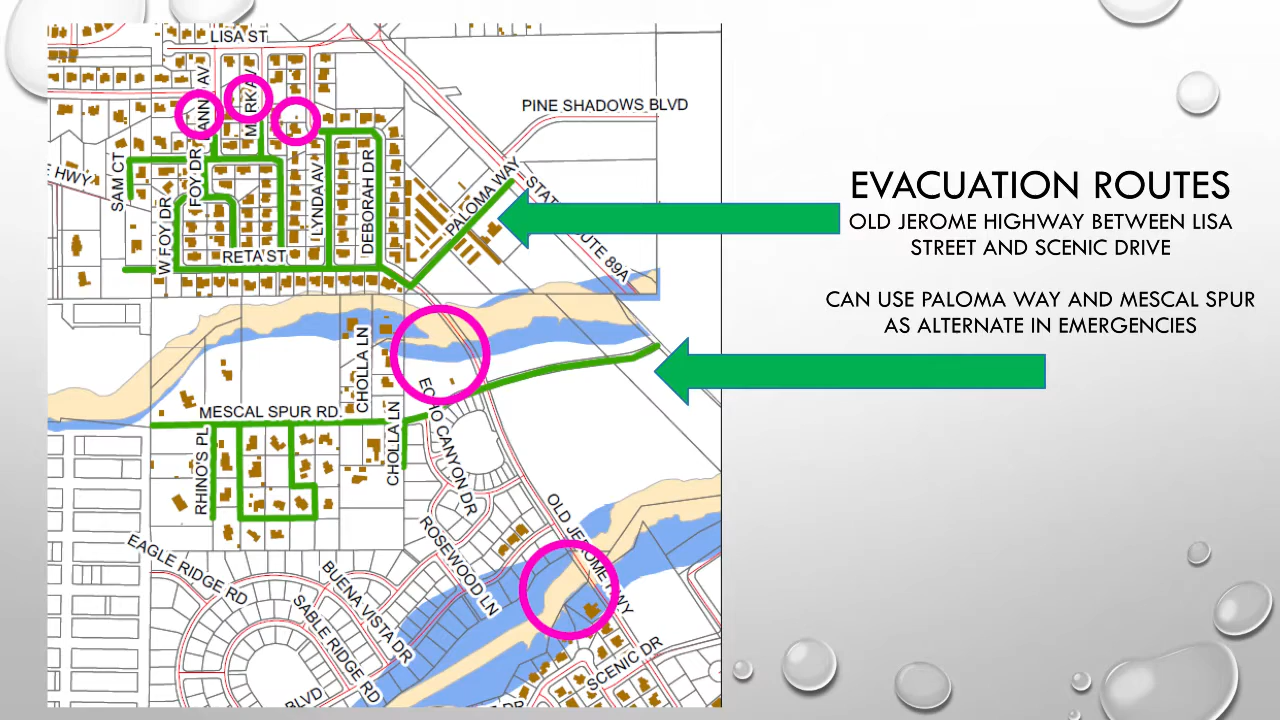 LISA ST
PINE SHADOWS BLVD
SAM CT
FOY DR
W FOY DR
LYNDA AV
DEBORAH DR
PALOMA WAY
STATE
ROUTE 89A
RETA ST
CHOLLA LN
MESCAL SPUR RD
CHOLLA LN
RHINO'S PL
ECHO CANYON DR
OLD JEROME HWY
ROSEWOOD LN
EAGLE RIDGE RD
BUENA VISTA DR
SABLE RIDGE RD
SCENIC DR
BLVD
DR
E HWY
EVACUATION ROUTES
OLD JEROME HIGHWAY BETWEEN LISA
STREET AND SCENIC DRIVE
CAN USE PALOMA WAY AND MESCAL SPUR
AS ALTERNATE IN EMERGENCIES